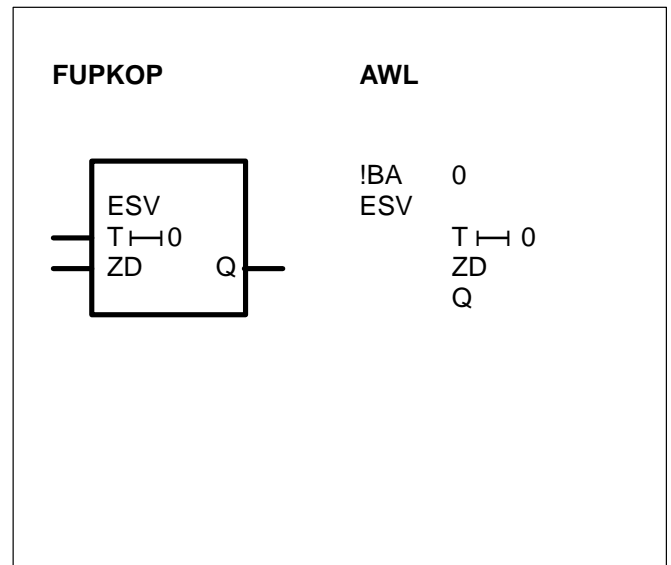 FUPKOP
AWL
ESV
T ⊢⊣ 0
ZD Q
!BA 0
ESV
T ⊢⊣ 0
ZD
Q